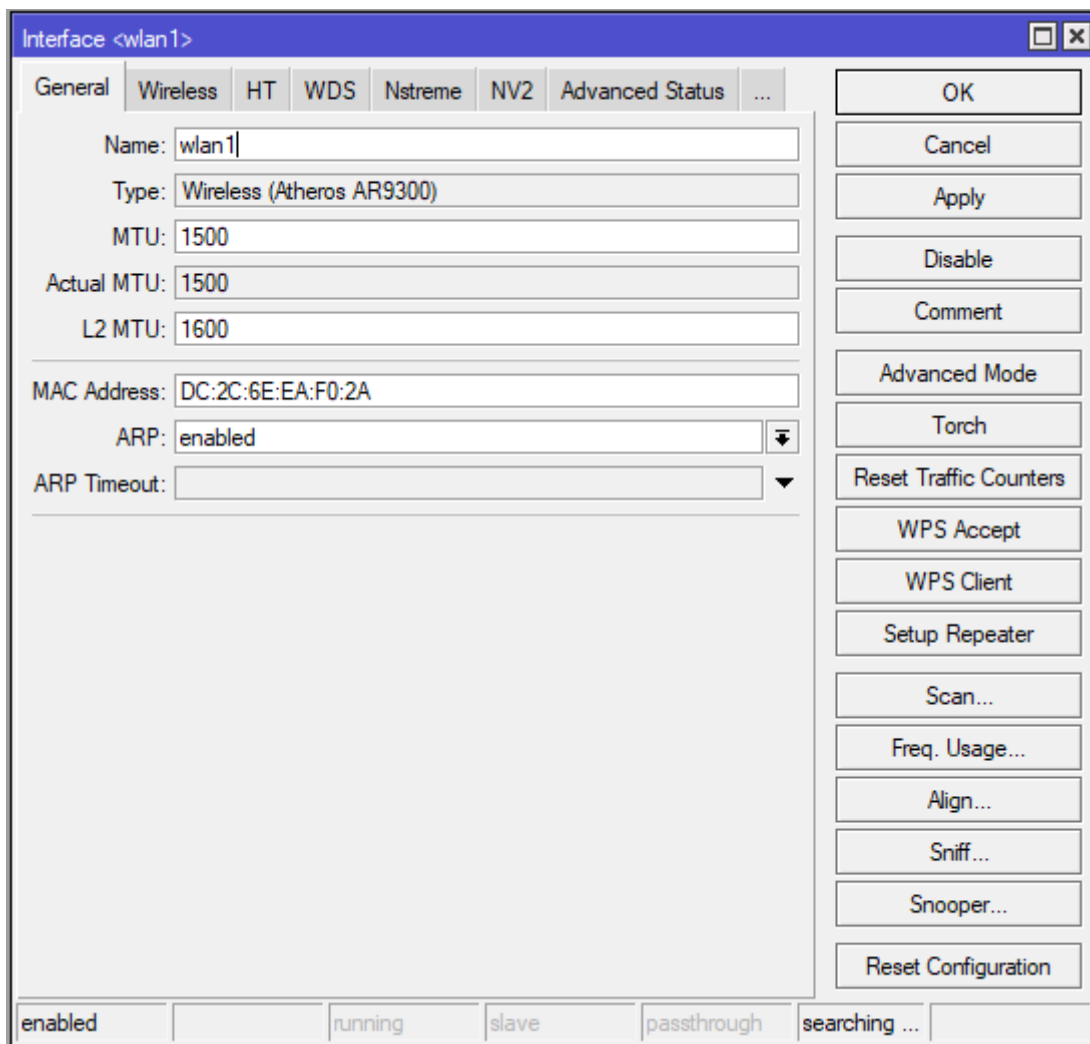 Interface <wlan1>
General Wireless HT WDS Nstreme NV2 Advanced Status ...
Name: wlan1
Type: Wireless (Atheros AR9300)
MTU: 1500
Actual MTU: 1500
L2 MTU: 1600
MAC Address: DC:2C:6E:EA:F0:2A
ARP: enabled
ARP Timeout:
OK
Cancel
Apply
Disable
Comment
Advanced Mode
Torch
Reset Traffic Counters
WPS Accept
WPS Client
Setup Repeater
Scan...
Freq. Usage...
Align...
Sniff...
Snooper...
Reset Configuration
enabled running slave passthrough searching ...